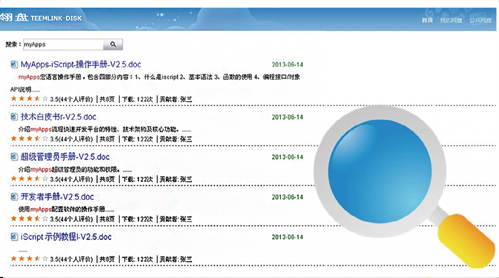 翎盘 TEEMLINK·DISK
首页 我的网盘 公共网盘
搜索: myApps
MyApps-iScript-操作手册-V2.5.doc 2013-06-14
myApps宏语言操作手册，包含四部分内容：1、什么是iscript 2、基本语法 3、函数的使用 4、编程接口/对象
API说明......
3.5(44个人评价) | 共8页 | 下载: 122次 | 贡献者: 张三
技术白皮书r-V2.5.doc 2013-06-14
介绍myApps流程快速开发平台的特性、技术架构及核心功能。......
3.5(44个人评价) | 共8页 | 下载: 122次 | 贡献者: 张三
超级管理员手册-V2.5.doc 2013-06-14
介绍myApps超级管理员的功能和权限。......
3.5(44个人评价) | 共8页 | 下载: 122次 | 贡献者: 张三
开发者手册-V2.5.doc 2013-06-14
使用myApps配置软件的操作手册......
3.5(44个人评价) | 共8页 | 下载: 122次 | 贡献者: 张三
iScript 示例教程I-V2.5.doc 2013-06-14
......
3.5(44个人评价) | 共8页 | 下载: 122次 | 贡献者: 张三